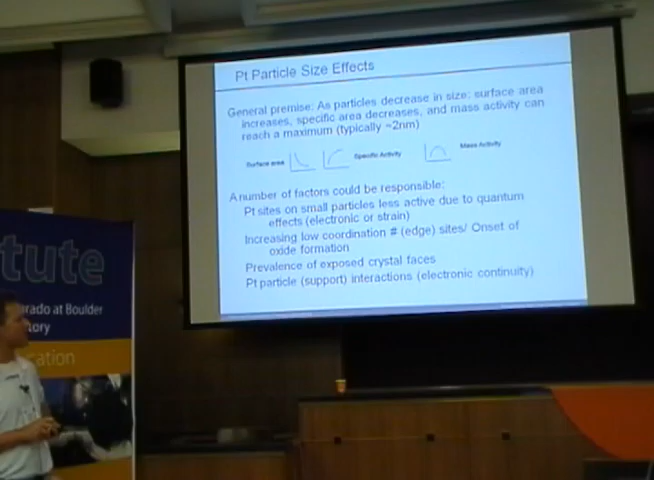 Pt Particle Size Effects
General premise: As particles decrease in size: surface area
increases, specific area decreases, and mass activity can
reach a maximum (typically ~2nm)
Surface area
Specific Activity
Mass Activity
A number of factors could be responsible:
Pt sites on small particles less active due to quantum
effects (electronic or strain)
Increasing low coordination # (edge) sites/ Onset of
oxide formation
Prevalence of exposed crystal faces
Pt particle (support) interactions (electronic continuity)
tute
rado at Boulder
tory
cation